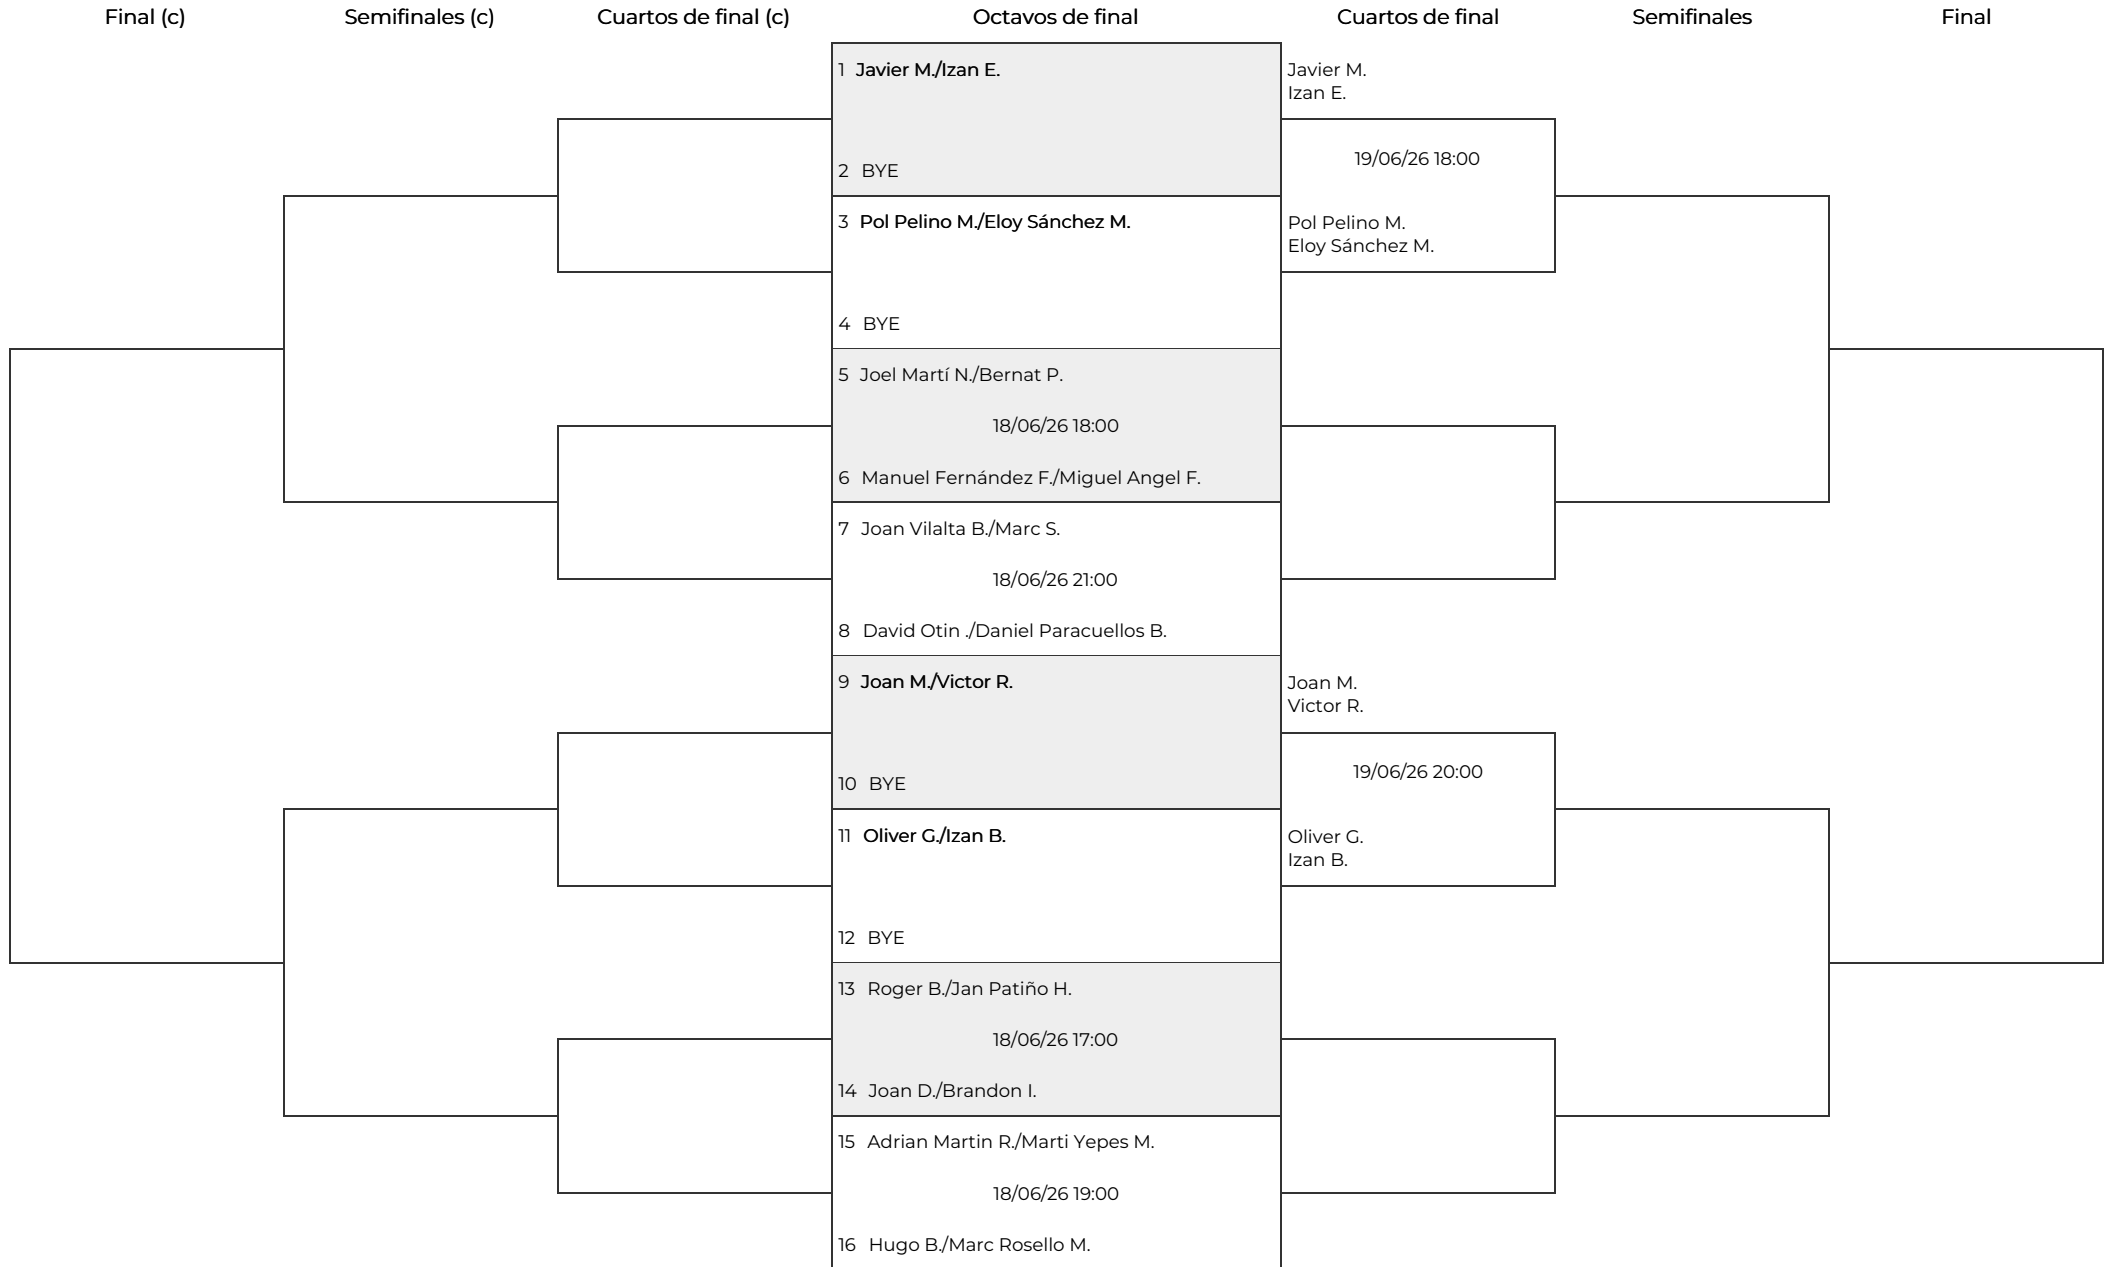 Final (c) Semifinales (c) Cuartos de final (c) Octavos de final Cuartos de final Semifinales Final
1 Javier M./Izan E.
Javier M.
Izan E.
19/06/26 18:00
2 BYE
3 Pol Pelino M./Eloy Sánchez M.
Pol Pelino M.
Eloy Sánchez M.
4 BYE
5 Joel Martí N./Bernat P.
18/06/26 18:00
6 Manuel Fernández F./Miguel Angel F.
7 Joan Vilalta B./Marc S.
18/06/26 21:00
8 David Otin ./Daniel Paracuellos B.
9 Joan M./Victor R.
Joan M.
Victor R.
19/06/26 20:00
10 BYE
11 Oliver G./Izan B.
Oliver G.
Izan B.
12 BYE
13 Roger B./Jan Patiño H.
18/06/26 17:00
14 Joan D./Brandon I.
15 Adrian Martin R./Marti Yepes M.
18/06/26 19:00
16 Hugo B./Marc Rosello M.